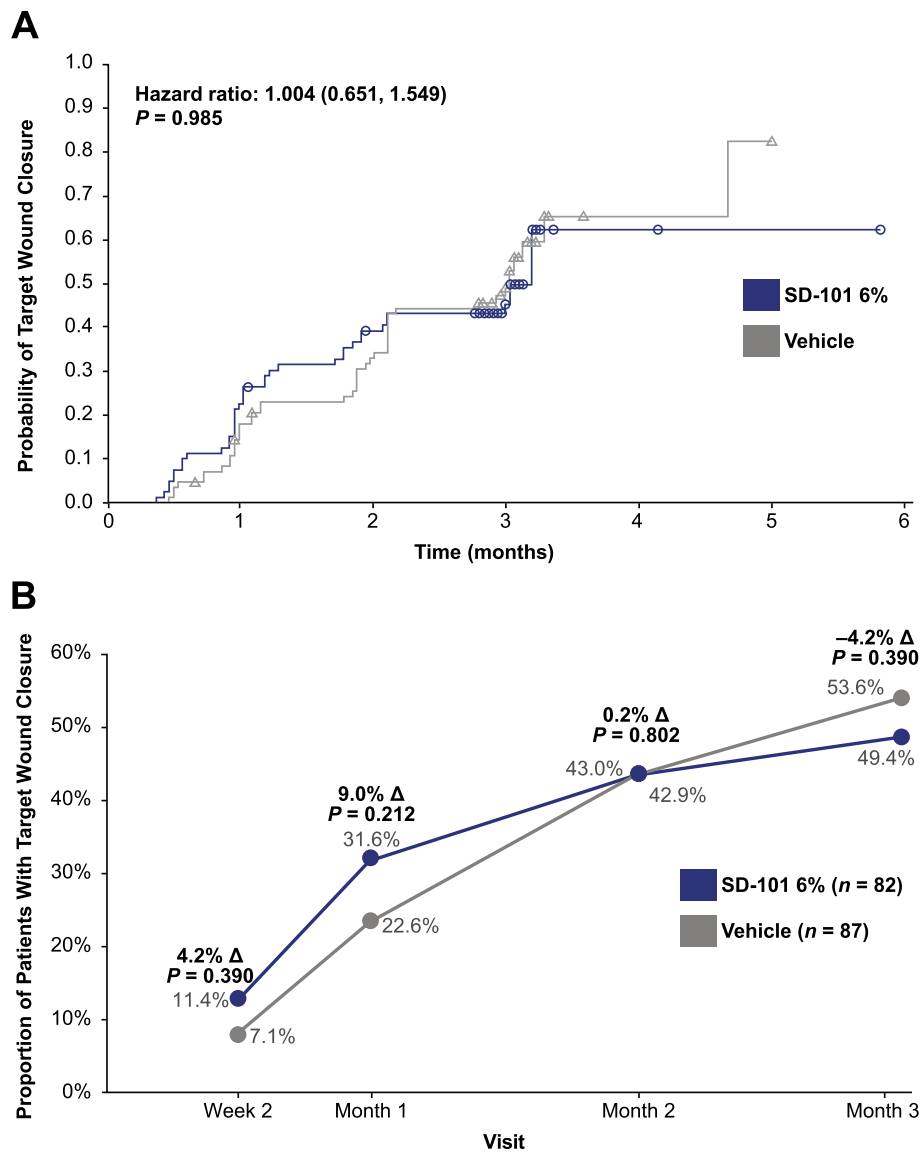 A
Probability of Target Wound Closure
1.0
0.9
0.8
0.7
0.6
0.5
0.4
0.3
0.2
0.1
0.0
Hazard ratio: 1.004 (0.651, 1.549)
P = 0.985
SD-101 6%
Vehicle
0 1 2 3 4 5 6
Time (months)
B
Proportion of Patients With Target Wound Closure
60%
50%
40%
30%
20%
10%
0%
4.2% Δ
P = 0.390
11.4%
7.1%
9.0% Δ
P = 0.212
31.6%
22.6%
0.2% Δ
P = 0.802
43.0%
42.9%
–4.2% Δ
P = 0.390
53.6%
49.4%
SD-101 6% (n = 82)
Vehicle (n = 87)
Week 2 Month 1 Month 2 Month 3
Visit